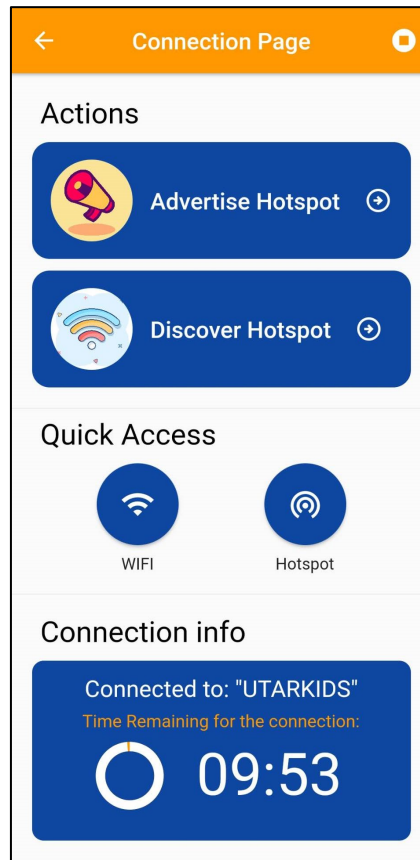 Connection Page
Actions
Advertise Hotspot
Discover Hotspot
Quick Access
WIFI
Hotspot
Connection info
Connected to: "UTARKIDS"
Time Remaining for the connection:
09:53